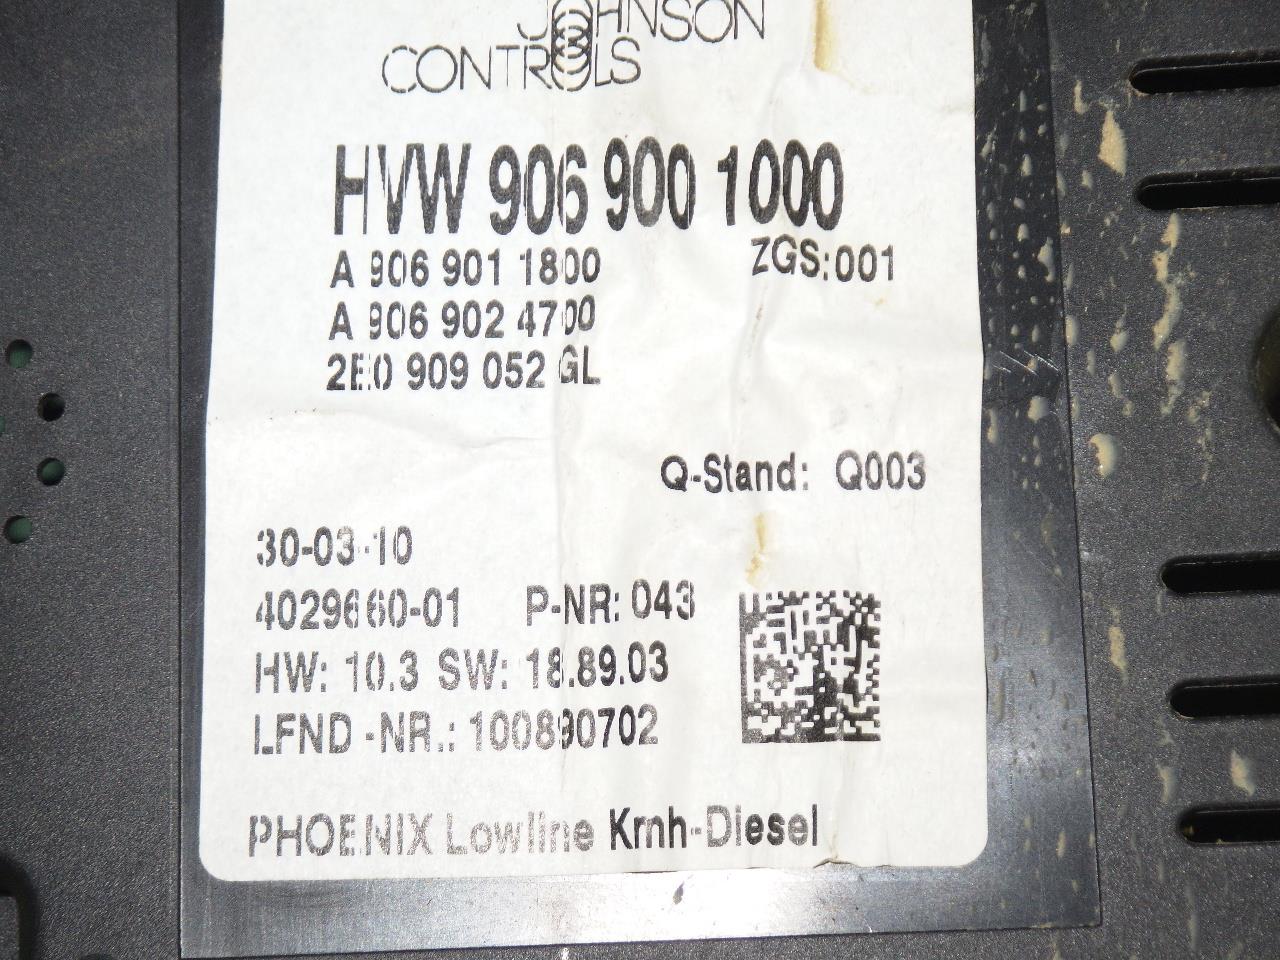 JOHNSON
CONTROLS
HVW 906 900 1000
A 906 901 1800 ZGS:001
A 906 902 4700
2E0 909 052 GL
Q-Stand: Q003
30-03-10
4029660-01 P-NR: 043
HW: 10.3 SW: 18.89.03
LFND -NR.: 100890702
PHOENIX Lowline Kmh-Diesel